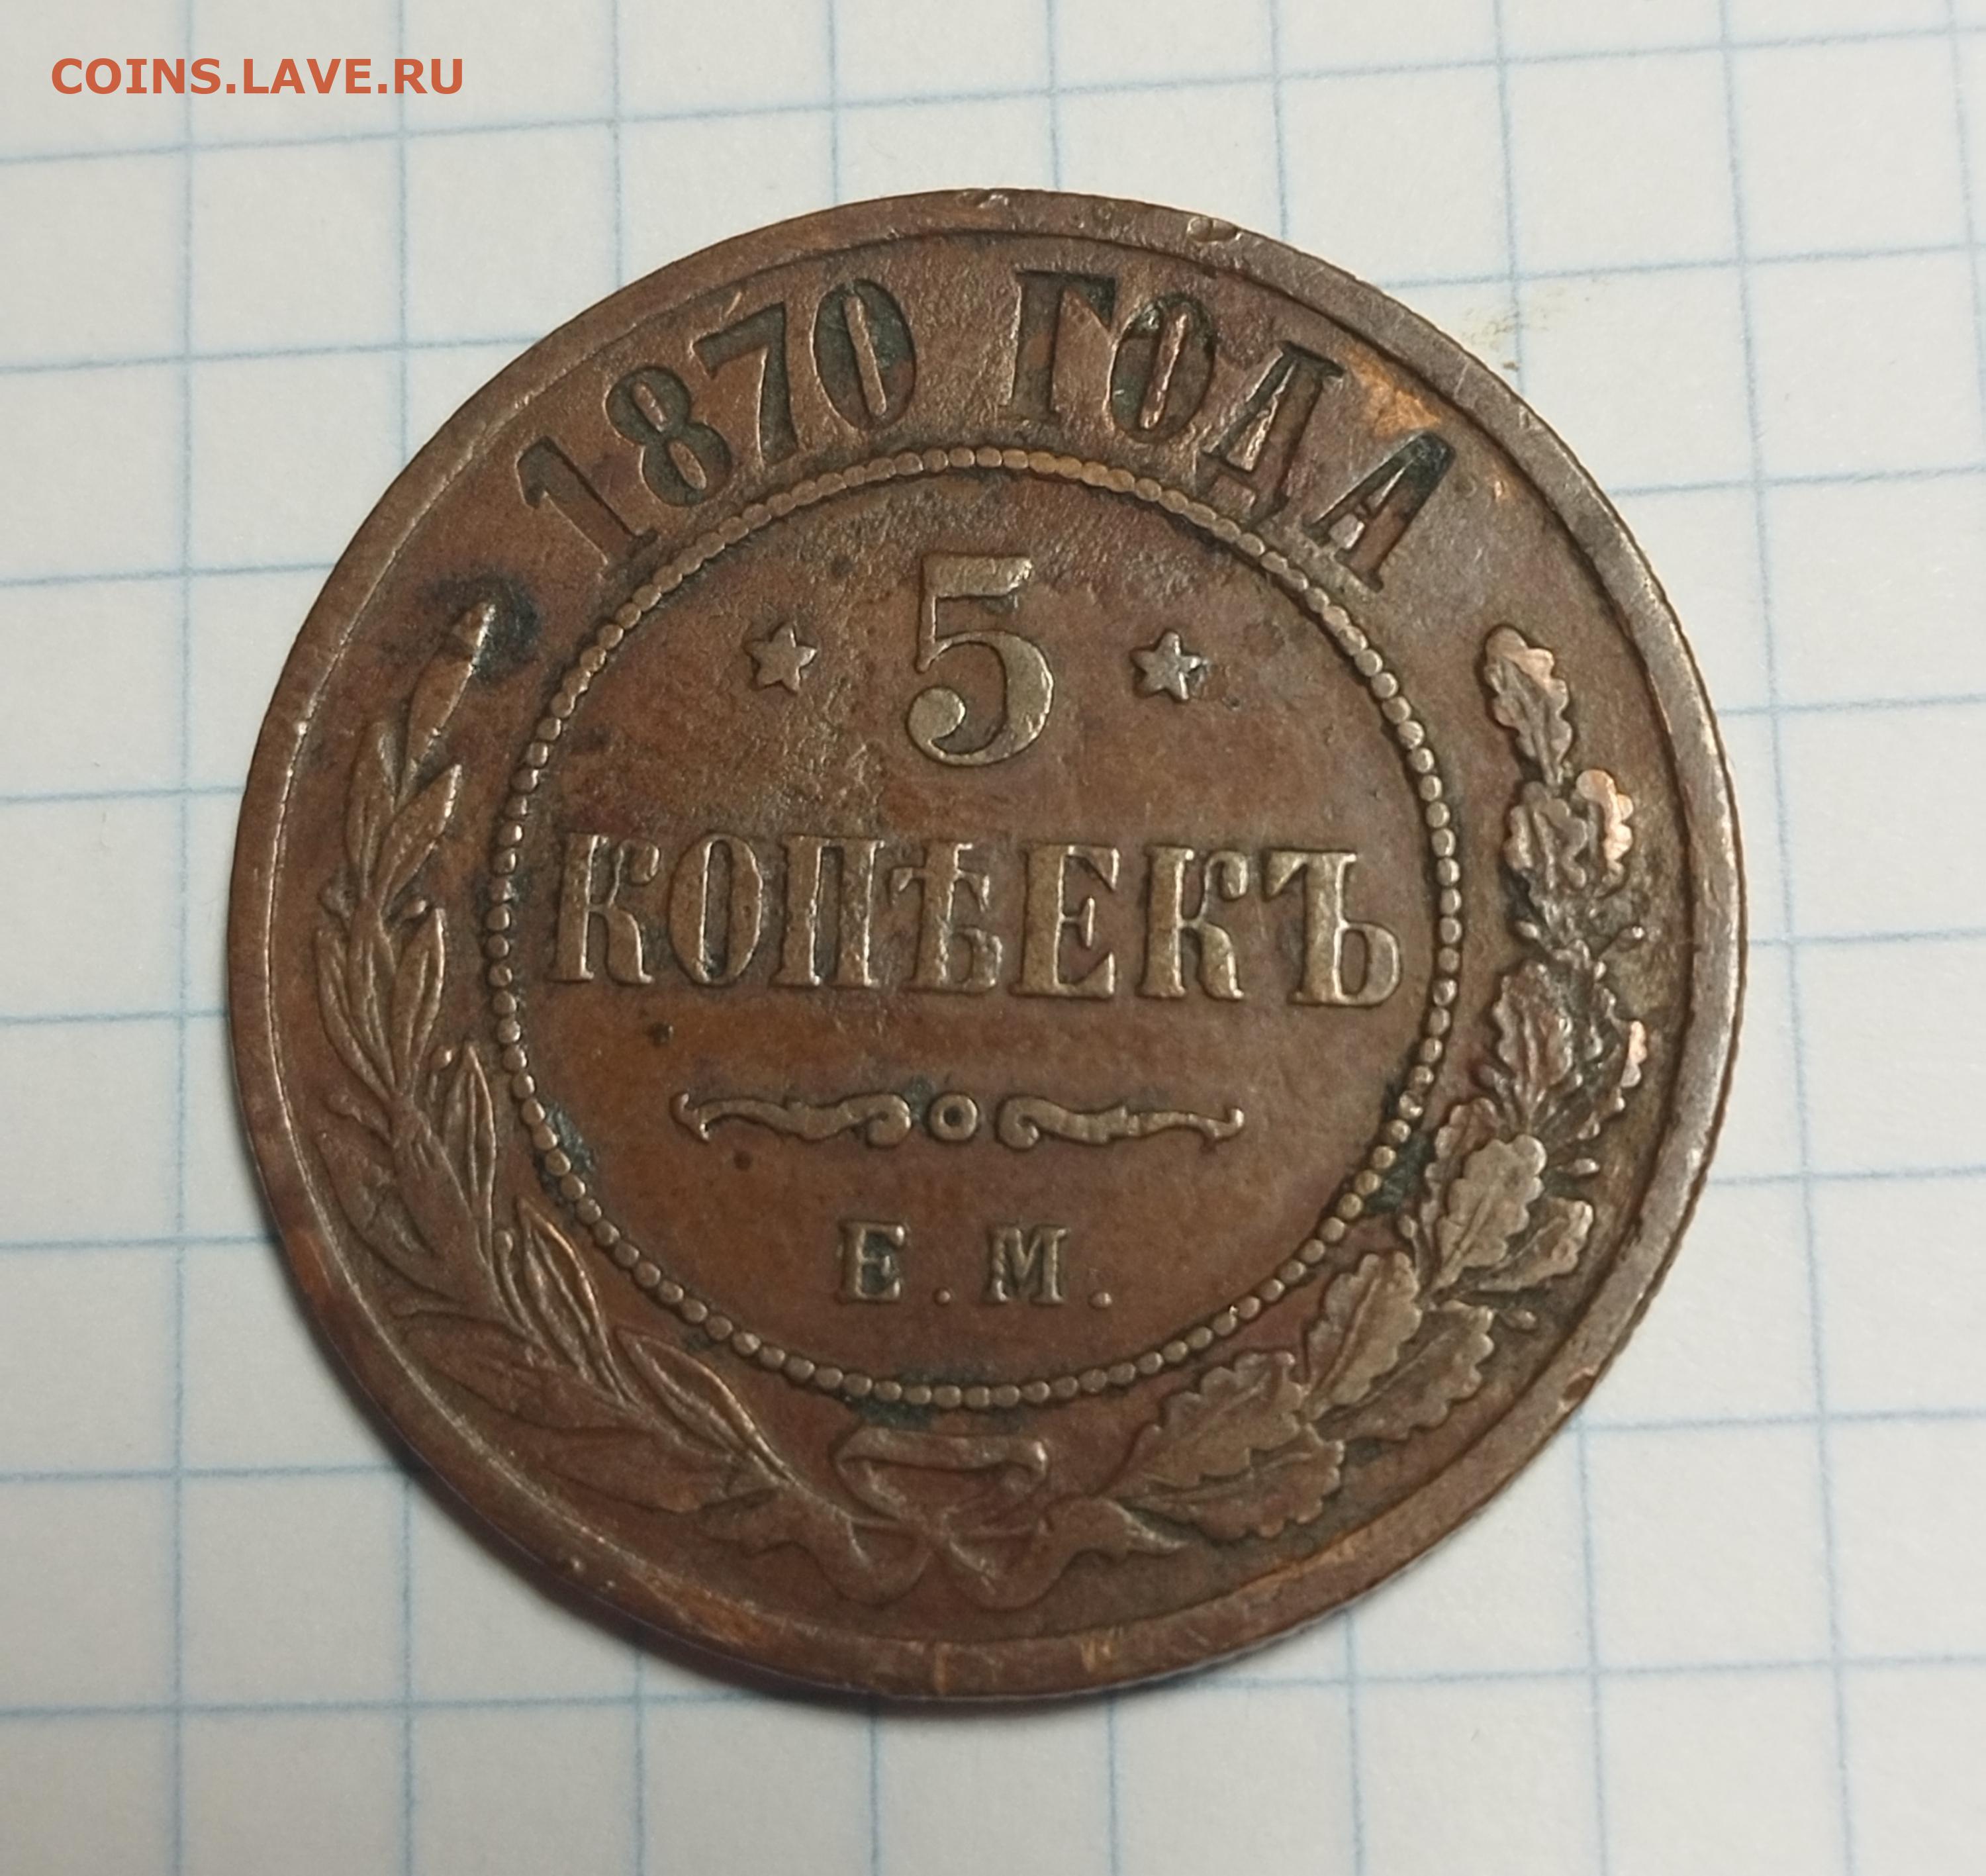 COINS.LAVE.RU
1870 ГОДА
5
КОПѢЕКЪ
Е.М.